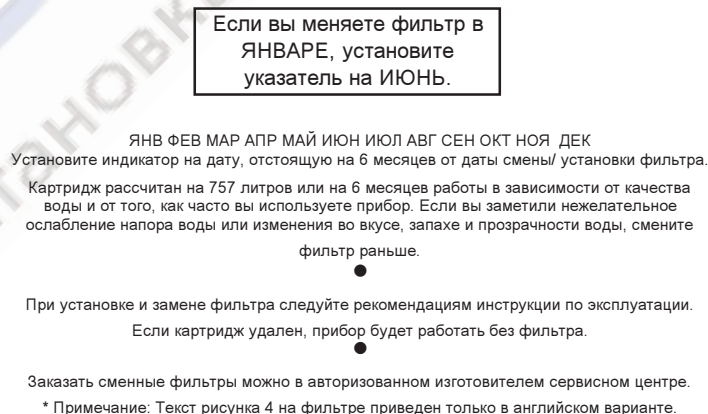 Если вы меняете фильтр в
ЯНВАРЕ, установите
указатель на ИЮНЬ.
ЯНВ ФЕВ МАР АПР МАЙ ИЮН ИЮЛ АВГ СЕН ОКТ НОЯ ДЕК
Установите индикатор на дату, отстоящую на 6 месяцев от даты смены/ установки фильтра.
Картридж рассчитан на 757 литров или на 6 месяцев работы в зависимости от качества
воды и от того, как часто вы используете прибор. Если вы заметили нежелательное
ослабление напора воды или изменения во вкусе, запахе и прозрачности воды, смените
фильтр раньше.
●
При установке и замене фильтра следуйте рекомендациям инструкции по эксплуатации.
Если картридж удален, прибор будет работать без фильтра.
●
Заказать сменные фильтры можно в авторизованном изготовителем сервисном центре.
* Примечание: Текст рисунка 4 на фильтре приведен только в английском варианте.